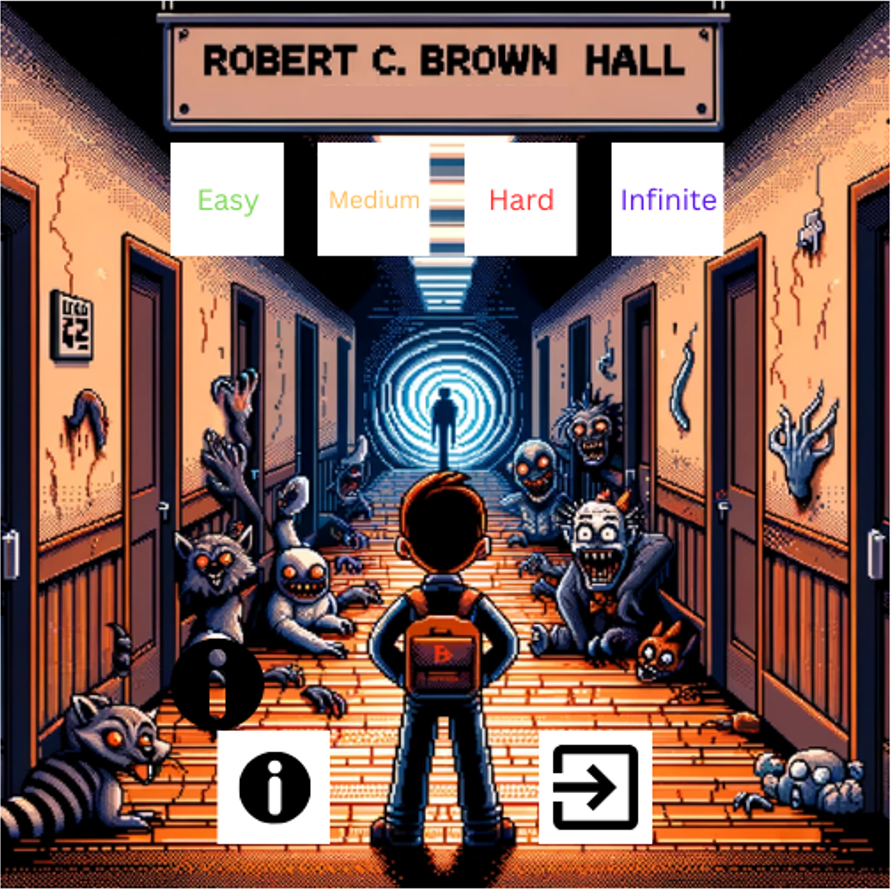 ROBERT C. BROWN HALL
Easy
Medium
Hard
Infinite